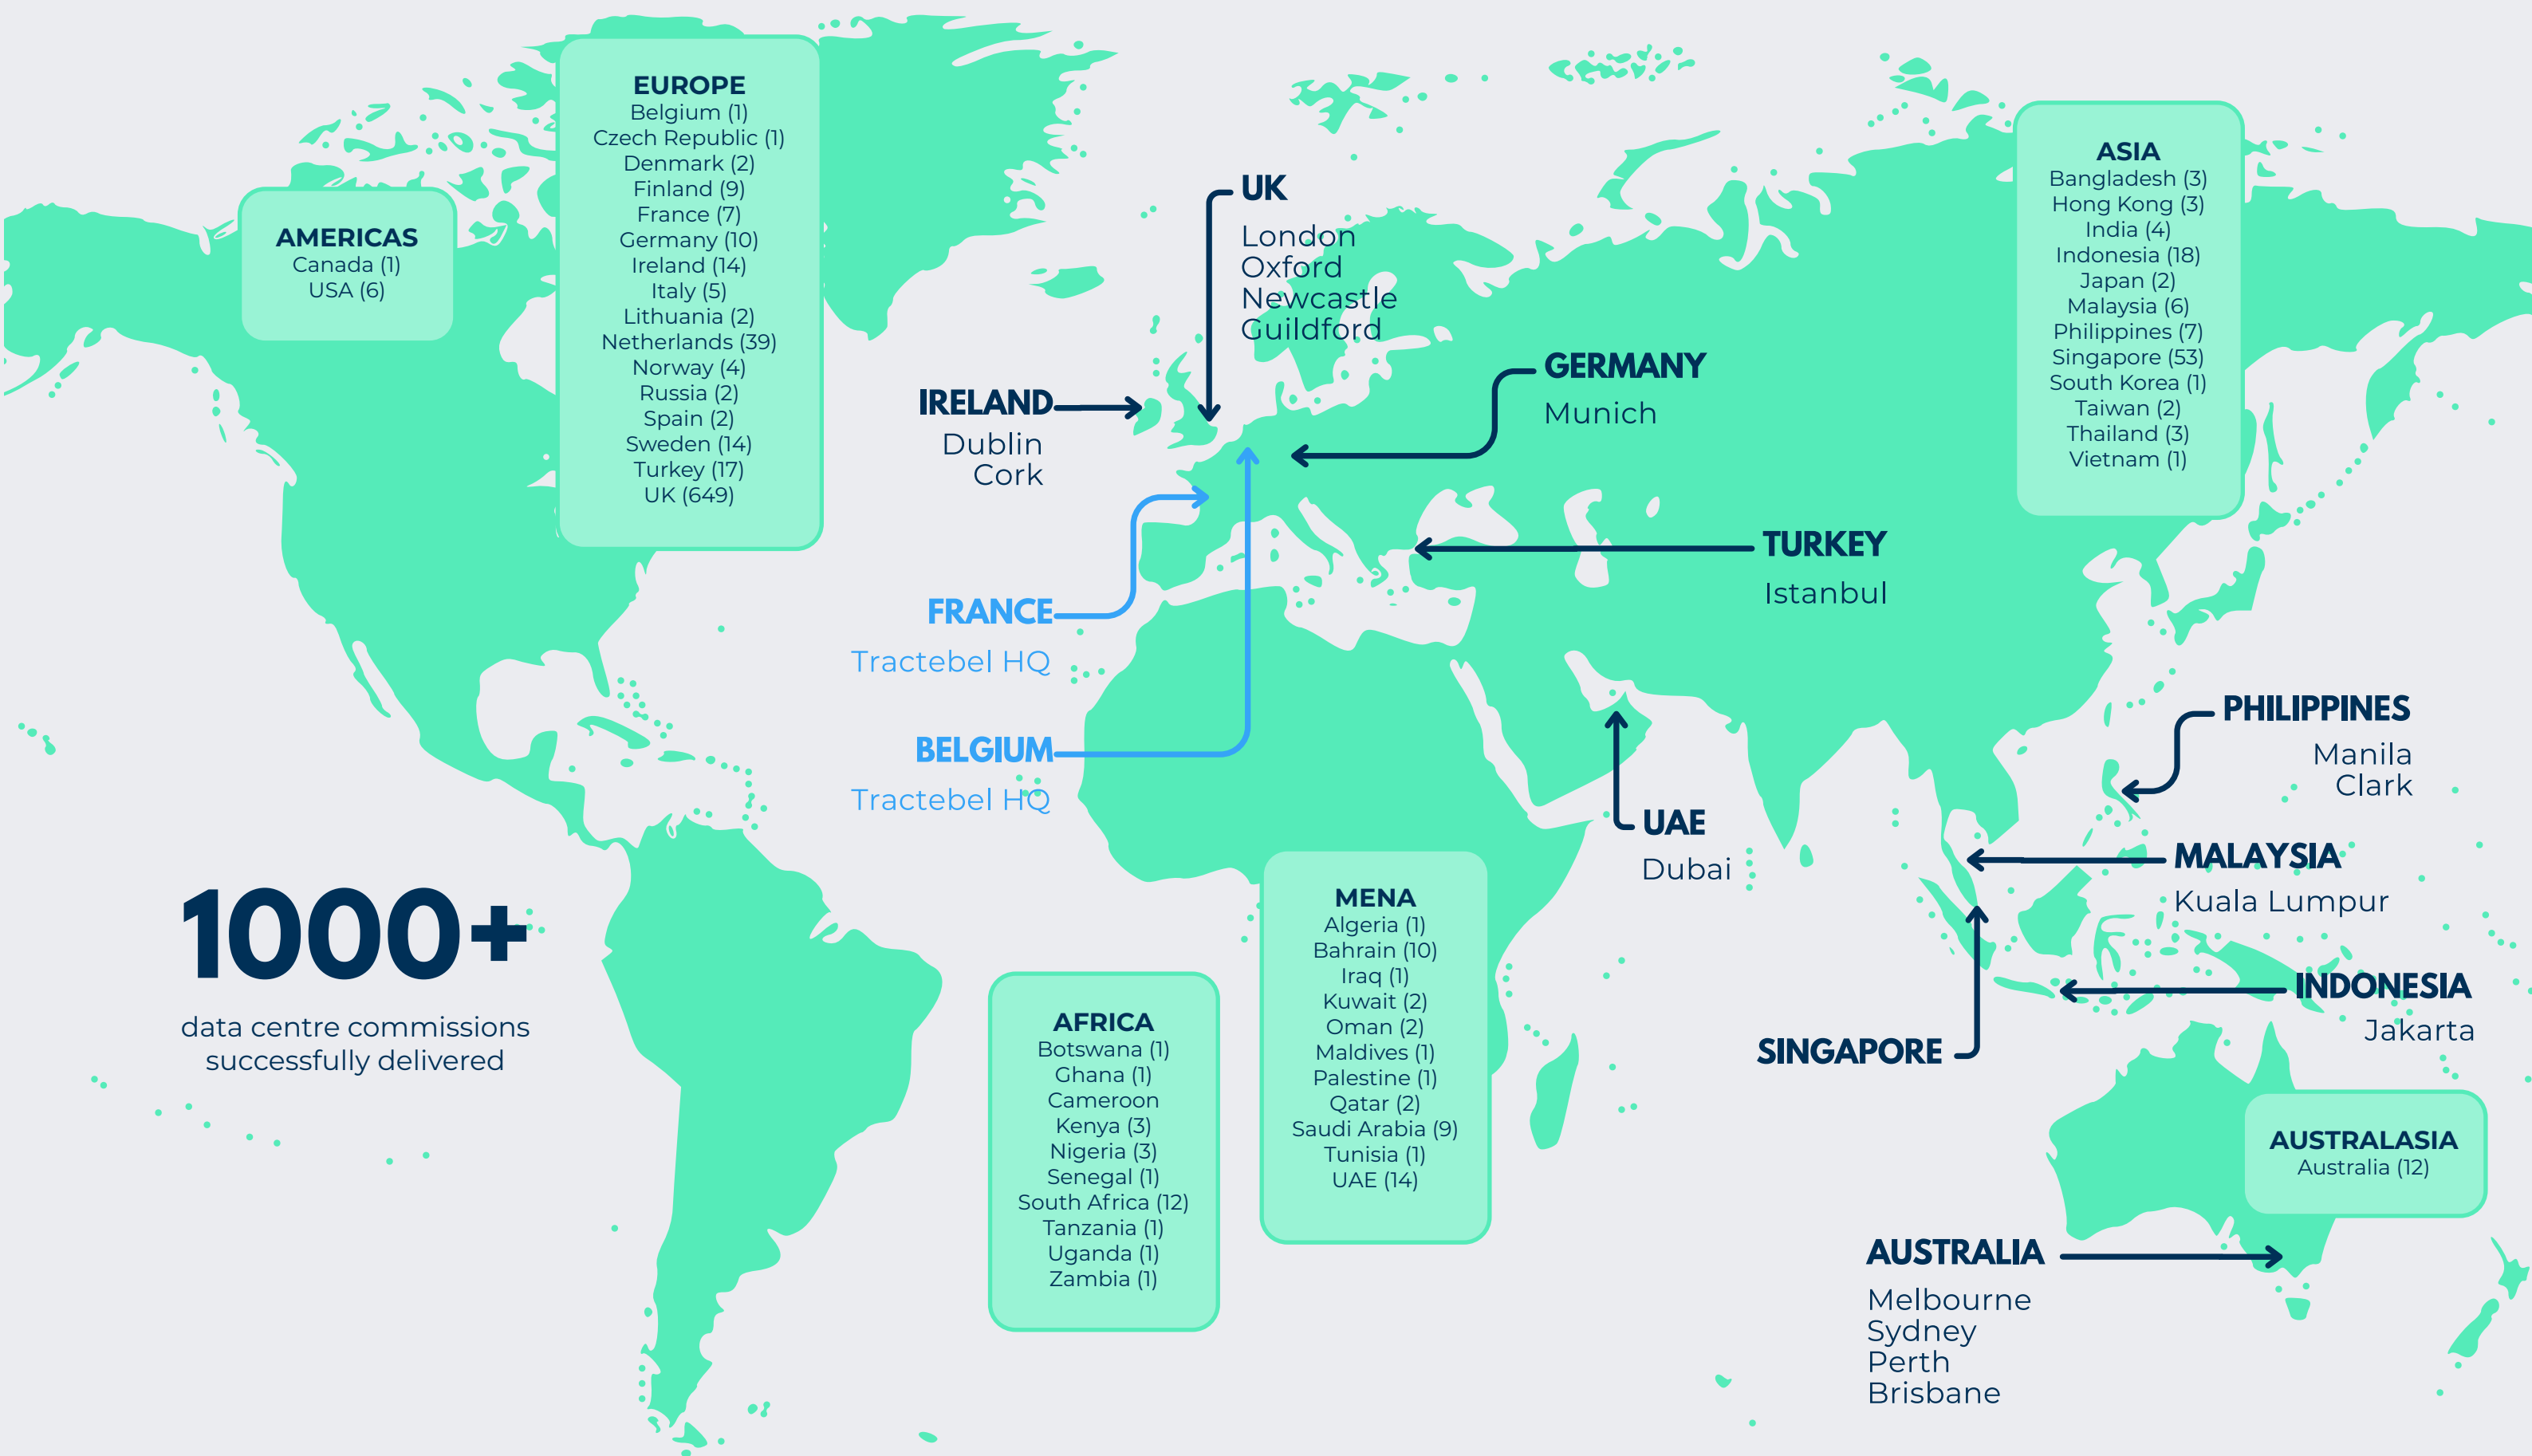 EUROPE
Belgium (1)
Czech Republic (1)
Denmark (2)
Finland (9)
France (7)
Germany (10)
Ireland (14)
Italy (5)
Lithuania (2)
Netherlands (39)
Norway (4)
Russia (2)
Spain (2)
Sweden (14)
Turkey (17)
UK (649)
AMERICAS
Canada (1)
USA (6)
ASIA
Bangladesh (3)
Hong Kong (3)
India (4)
Indonesia (18)
Japan (2)
Malaysia (6)
Philippines (7)
Singapore (53)
South Korea (1)
Taiwan (2)
Thailand (3)
Vietnam (1)
UK
London
Oxford
Newcastle
Guildford
GERMANY
Munich
IRELAND
Dublin
Cork
TURKEY
Istanbul
FRANCE
Tractebel HQ
BELGIUM
Tractebel HQ
PHILIPPINES
Manila
Clark
UAE
Dubai
MALAYSIA
Kuala Lumpur
INDONESIA
Jakarta
SINGAPORE
1000+
data centre commissions
successfully delivered
MENA
Algeria (1)
Bahrain (10)
Iraq (1)
Kuwait (2)
Oman (2)
Maldives (1)
Palestine (1)
Qatar (2)
Saudi Arabia (9)
Tunisia (1)
UAE (14)
AFRICA
Botswana (1)
Ghana (1)
Cameroon
Kenya (3)
Nigeria (3)
Senegal (1)
South Africa (12)
Tanzania (1)
Uganda (1)
Zambia (1)
AUSTRALASIA
Australia (12)
AUSTRALIA
Melbourne
Sydney
Perth
Brisbane